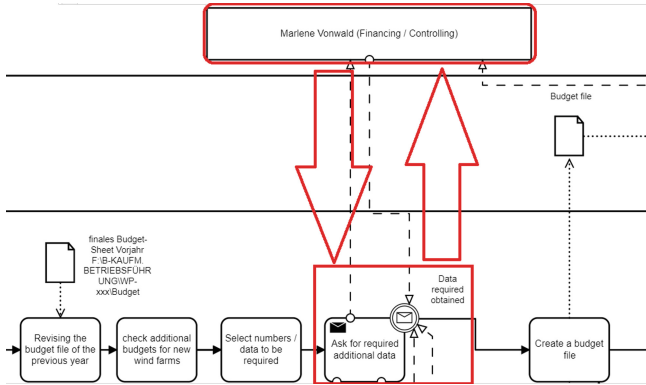 Marlene Vonwald (Financing / Controlling)
Budget file
finales Budget-
Sheet Vorjahr
F:\B-KAUFM.
BETRIEBSFÜHR
UNG\WP-
xxx\Budget
Data
required
obtained
Revising the
budget file of the
previous year
check additional
budgets for new
wind farms
Select numbers /
data to be
required
Ask for required
additional data
Create a budget
file